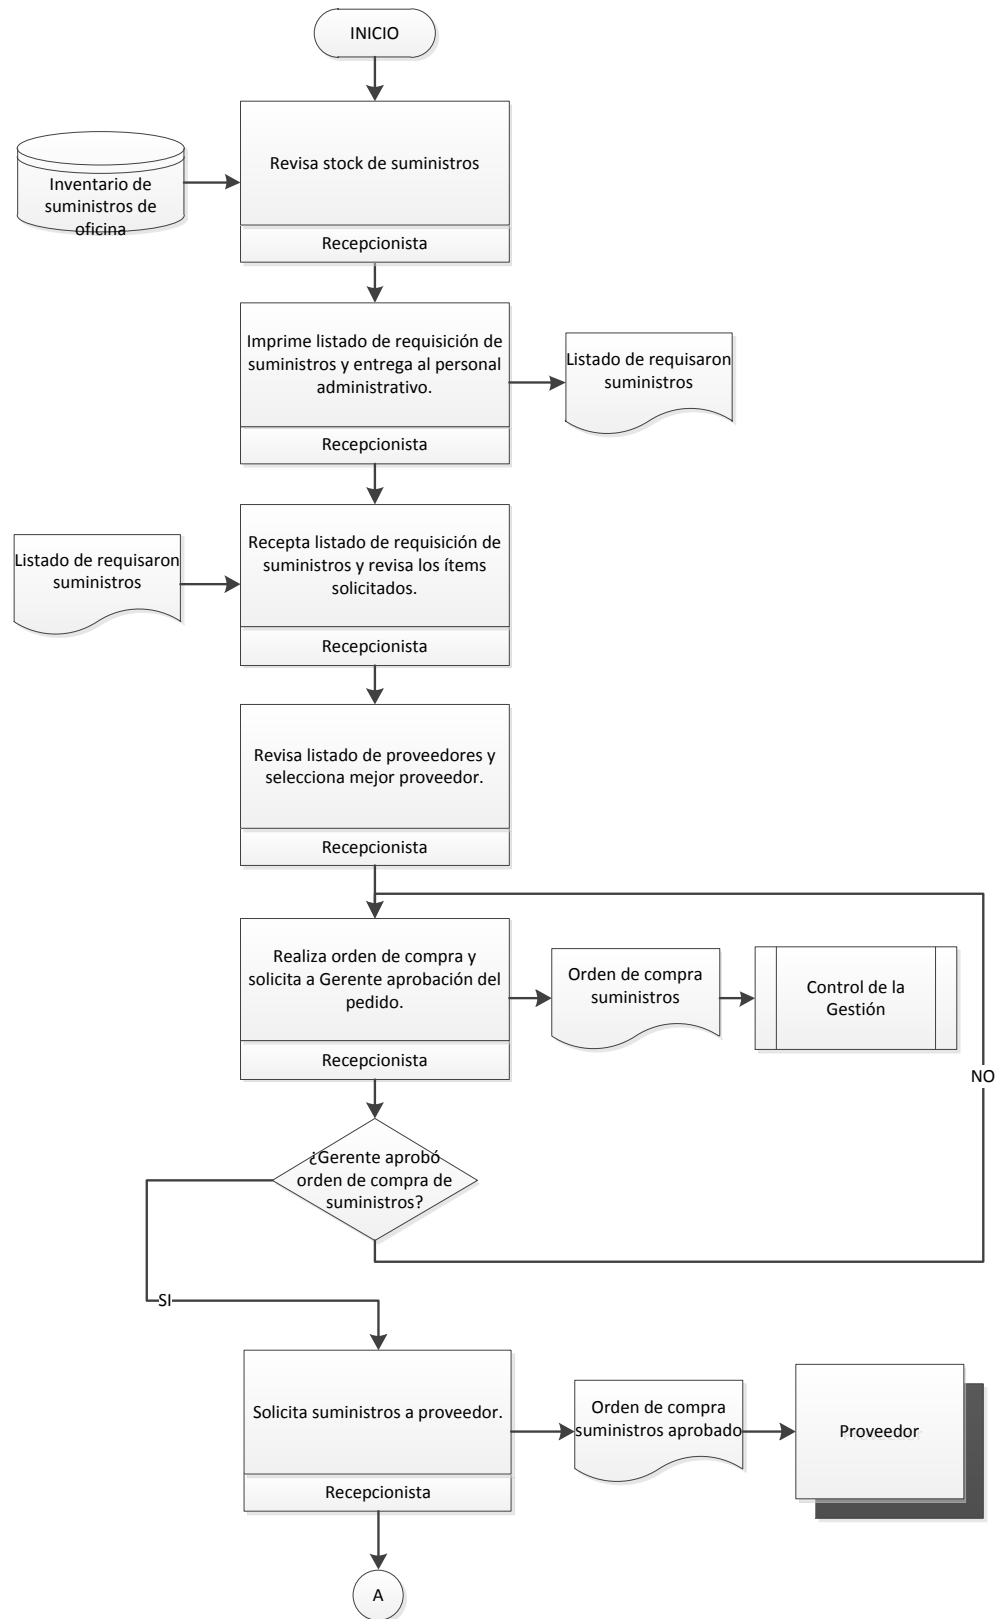 INICIO
Revisa stock de suministros
Recepcionista
Inventario de
suministros de
oficina
Imprime listado de requisición de
suministros y entrega al personal
administrativo.
Recepcionista
Listado de requisaron
suministros
Listado de requisaron
suministros
Recepta listado de requisición de
suministros y revisa los ítems
solicitados.
Recepcionista
Revisa listado de proveedores y
selecciona mejor proveedor.
Recepcionista
Realiza orden de compra y
solicita a Gerente aprobación del
pedido.
Recepcionista
Orden de compra
suministros
Control de la
Gestión
NO
¿Gerente aprobó
orden de compra de
suministros?
SI
Solicita suministros a proveedor.
Recepcionista
Orden de compra
suministros aprobado
Proveedor
A